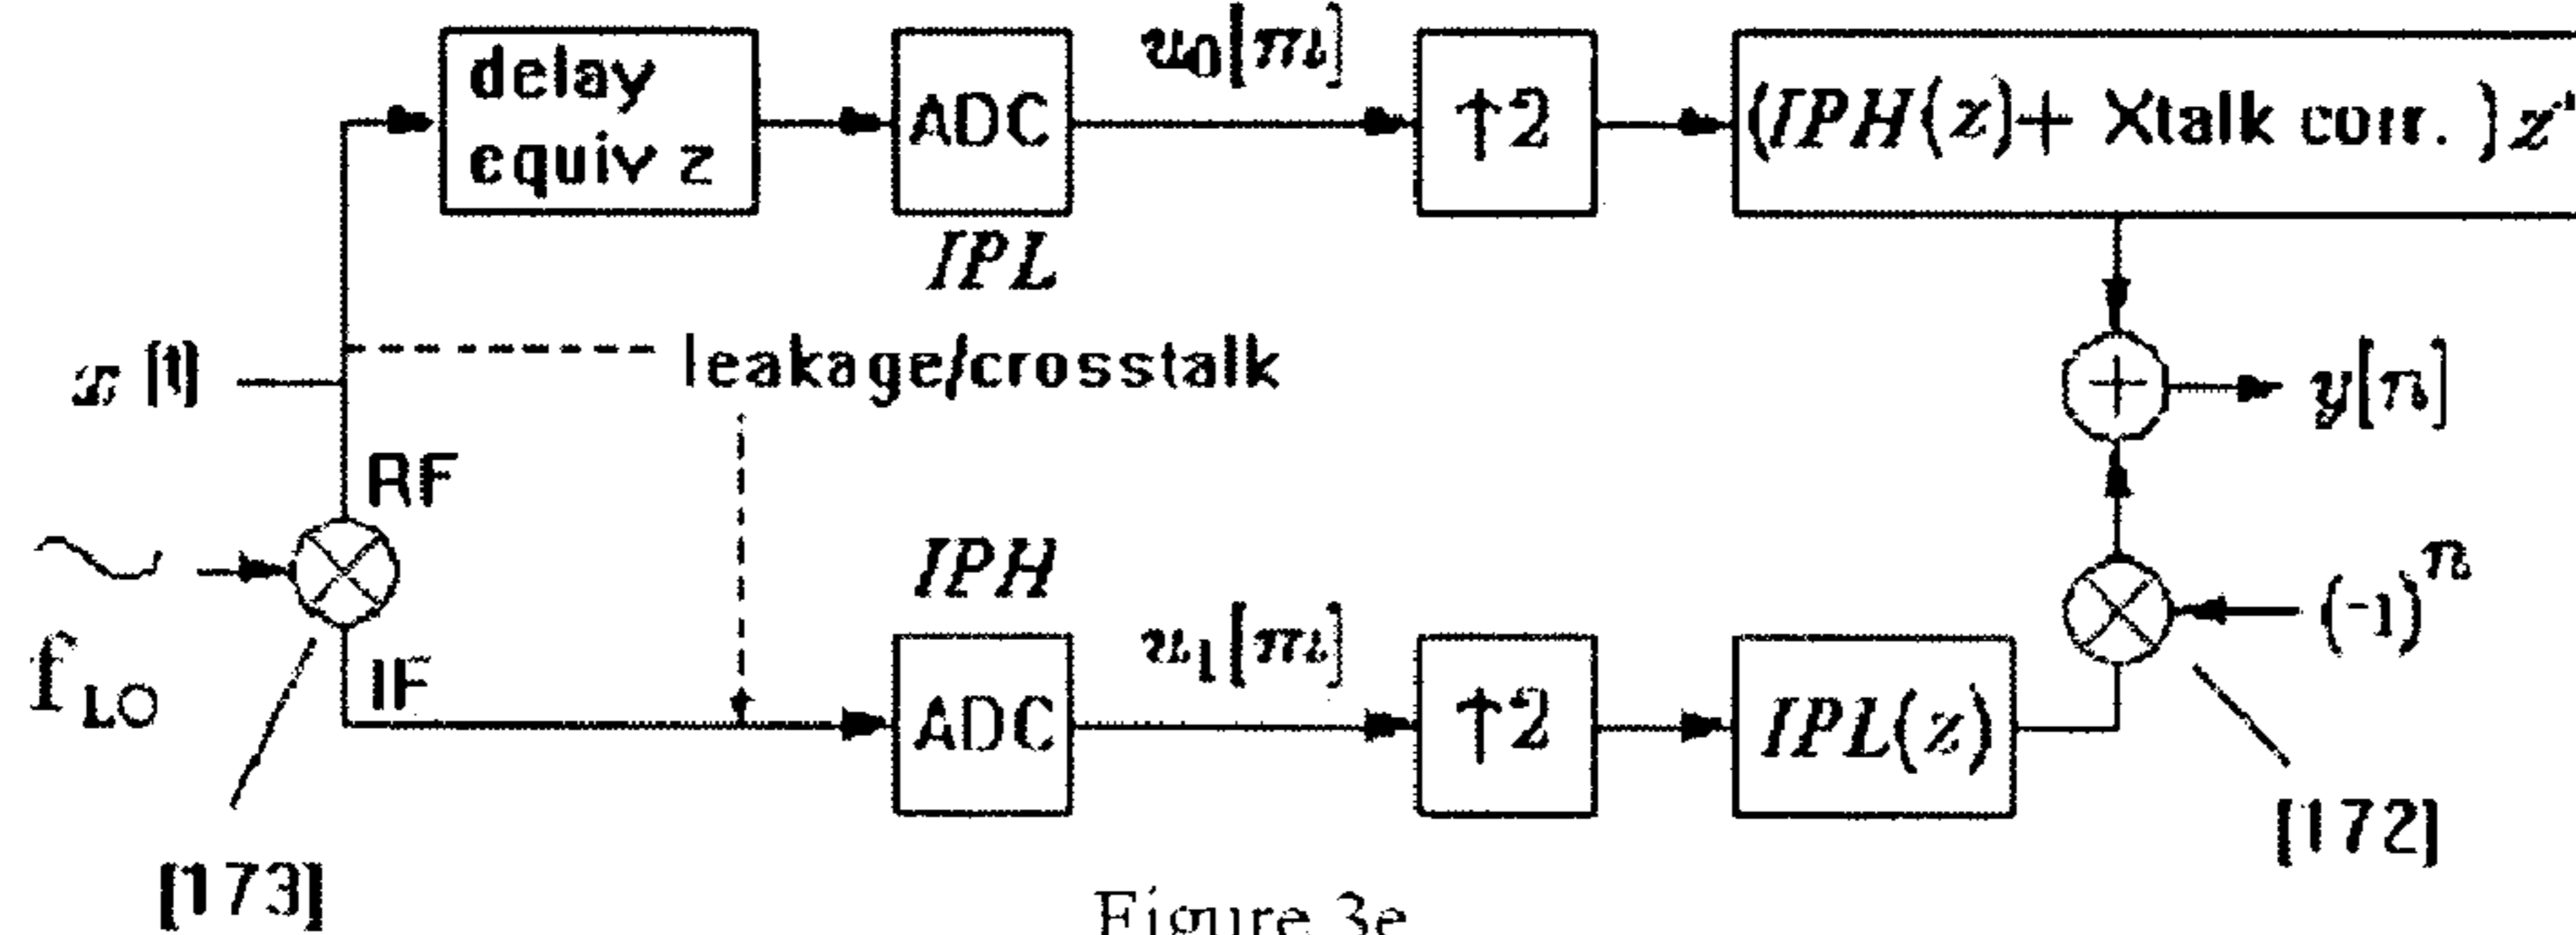 delay
equiv z
ADC
IPL
u0[m]
↑2
(IPH(z)+ Xtalk corr. )z
x [t]
leakage/crosstalk
y[n]
RF
fLO
IF
IPH
ADC
u1[m]
↑2
IPL(z)
(-1)^n
[172]
[173]
Figure 3e